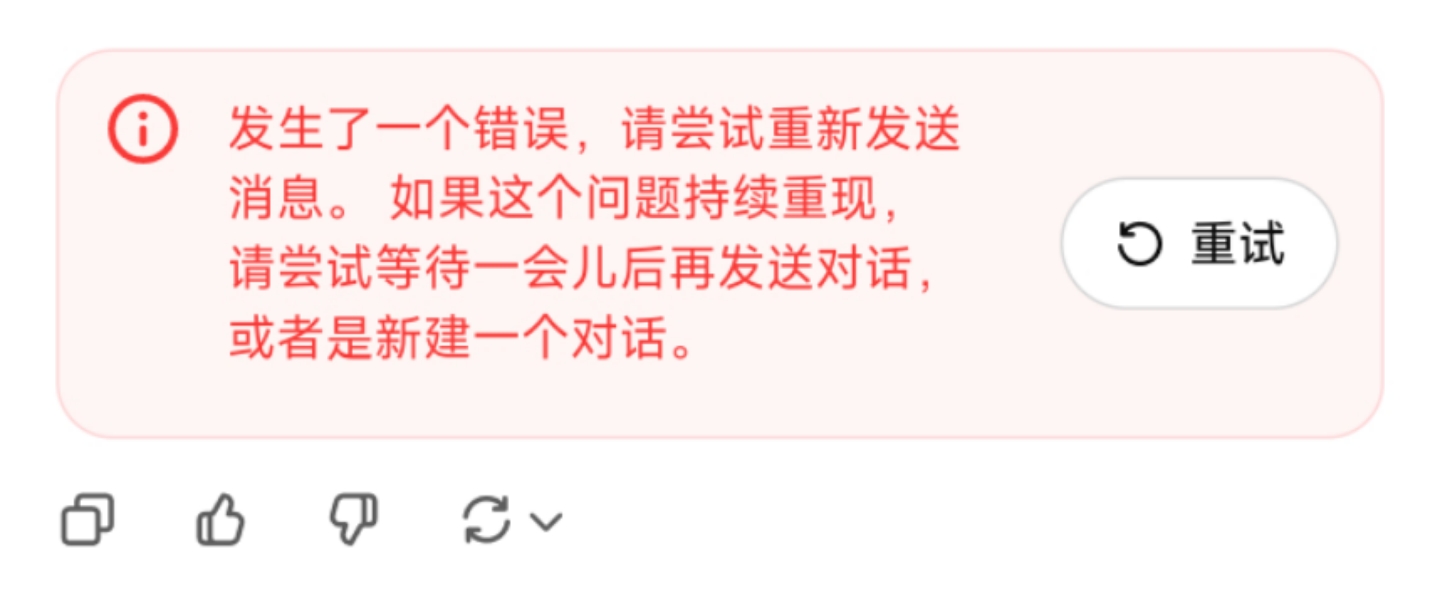 发生了一个错误，请尝试重新发送
消息。 如果这个问题持续重现，
请尝试等待一会儿后再发送对话，
或者是新建一个对话。
重试